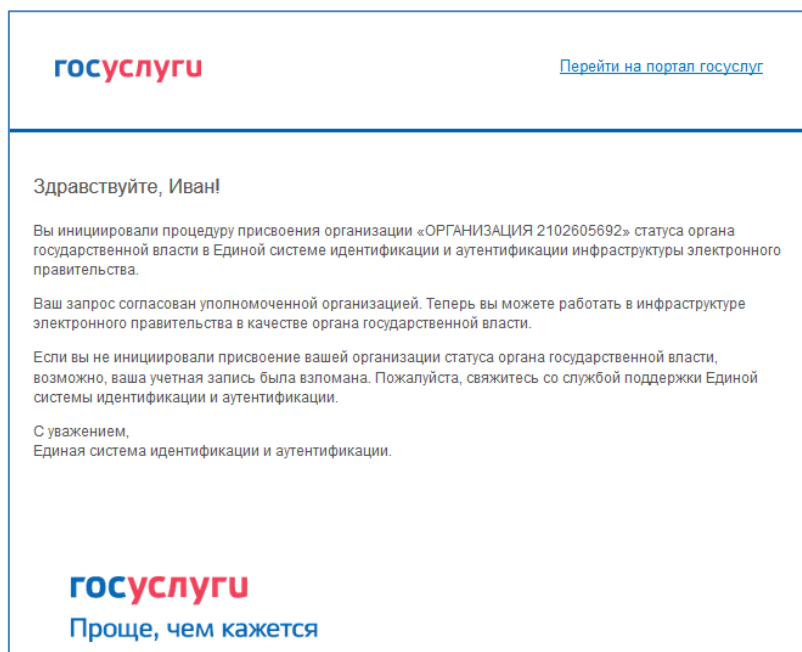 госуслуги
Перейти на портал госуслуг
Здравствуйте, Иван!
Вы инициировали процедуру присвоения организации «ОРГАНИЗАЦИЯ 2102605692» статуса органа
государственной власти в Единой системе идентификации и аутентификации инфраструктуры электронного
правительства.
Ваш запрос согласован уполномоченной организацией. Теперь вы можете работать в инфраструктуре
электронного правительства в качестве органа государственной власти.
Если вы не инициировали присвоение вашей организации статуса органа государственной власти,
возможно, ваша учетная запись была взломана. Пожалуйста, свяжитесь со службой поддержки Единой
системы идентификации и аутентификации.
С уважением,
Единая система идентификации и аутентификации.
госуслуги
Проще, чем кажется